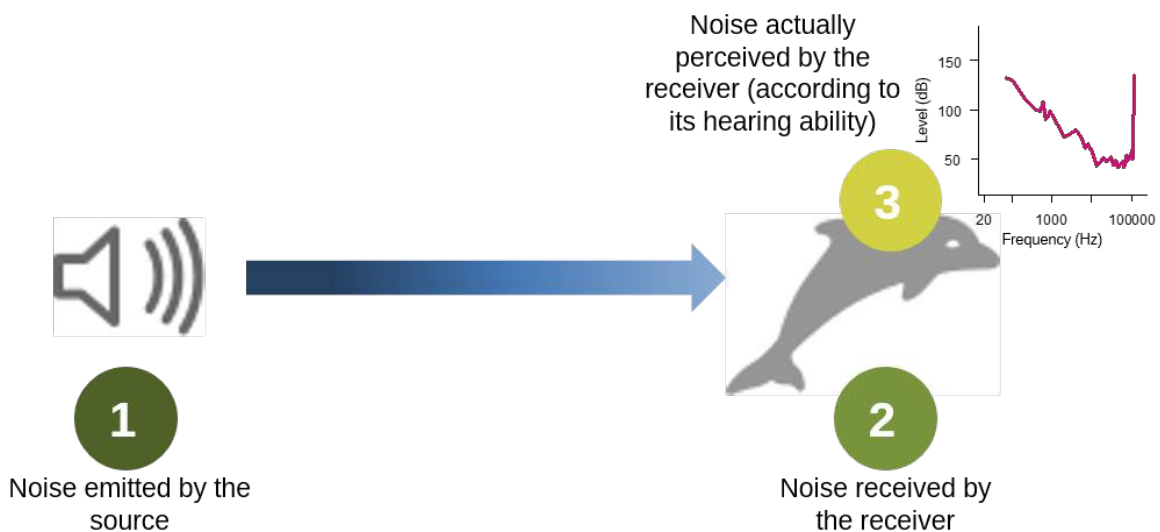 Noise actually
perceived by the
receiver (according to
its hearing ability)
Level (dB)
150
100
50
20
1000
100000
Frequency (Hz)
3
1
Noise emitted by the
source
2
Noise received by
the receiver